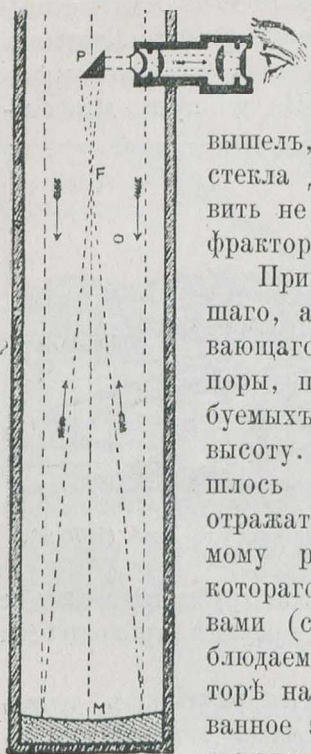 P
F
O
M
вышелъ,
стекла
вить не
фрактор
При
шаго, а
вающаго
поры, п
буемыхъ
высоту.
шлось
отражат
мому р
котораго
вами (с
блюдаем
торѣ на
ванное